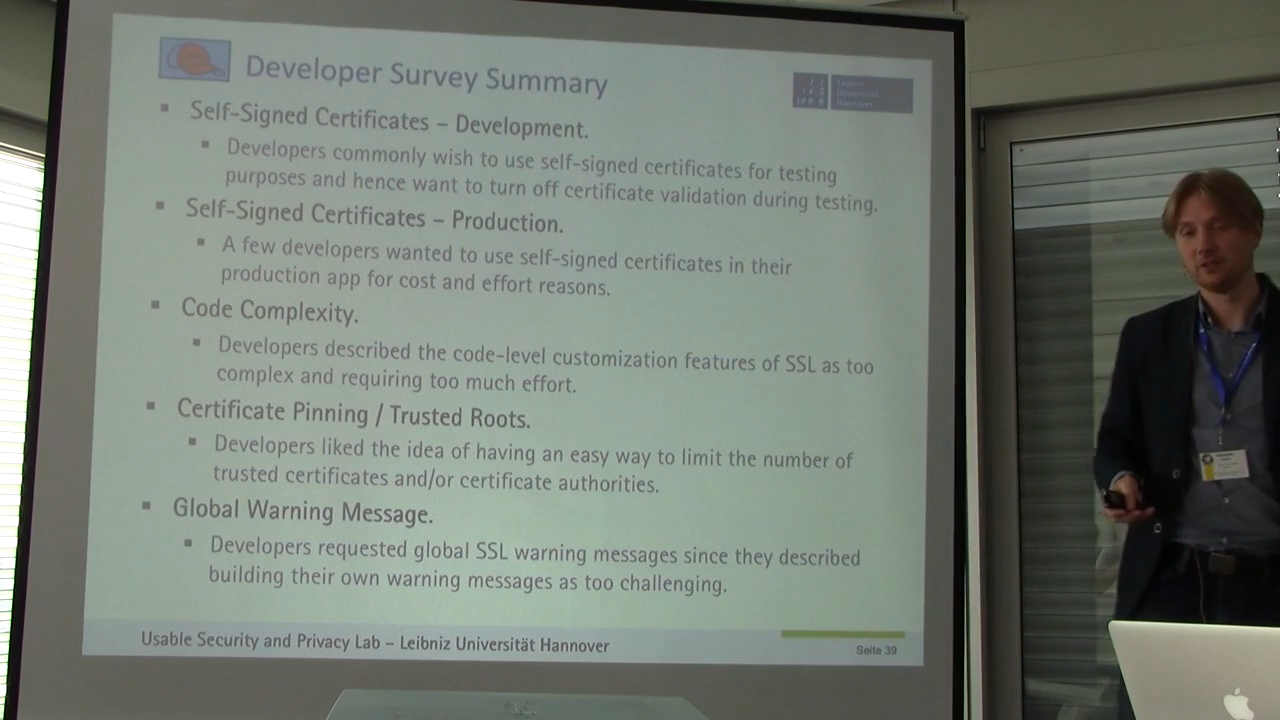 Developer Survey Summary
Leibniz
Universität
Hannover
Self-Signed Certificates – Development.
Developers commonly wish to use self-signed certificates for testing
purposes and hence want to turn off certificate validation during testing.
Self-Signed Certificates – Production.
A few developers wanted to use self-signed certificates in their
production app for cost and effort reasons.
Code Complexity.
Developers described the code-level customization features of SSL as too
complex and requiring too much effort.
Certificate Pinning / Trusted Roots.
Developers liked the idea of having an easy way to limit the number of
trusted certificates and/or certificate authorities.
Global Warning Message.
Developers requested global SSL warning messages since they described
building their own warning messages as too challenging.
Usable Security and Privacy Lab – Leibniz Universität Hannover
Seite 39